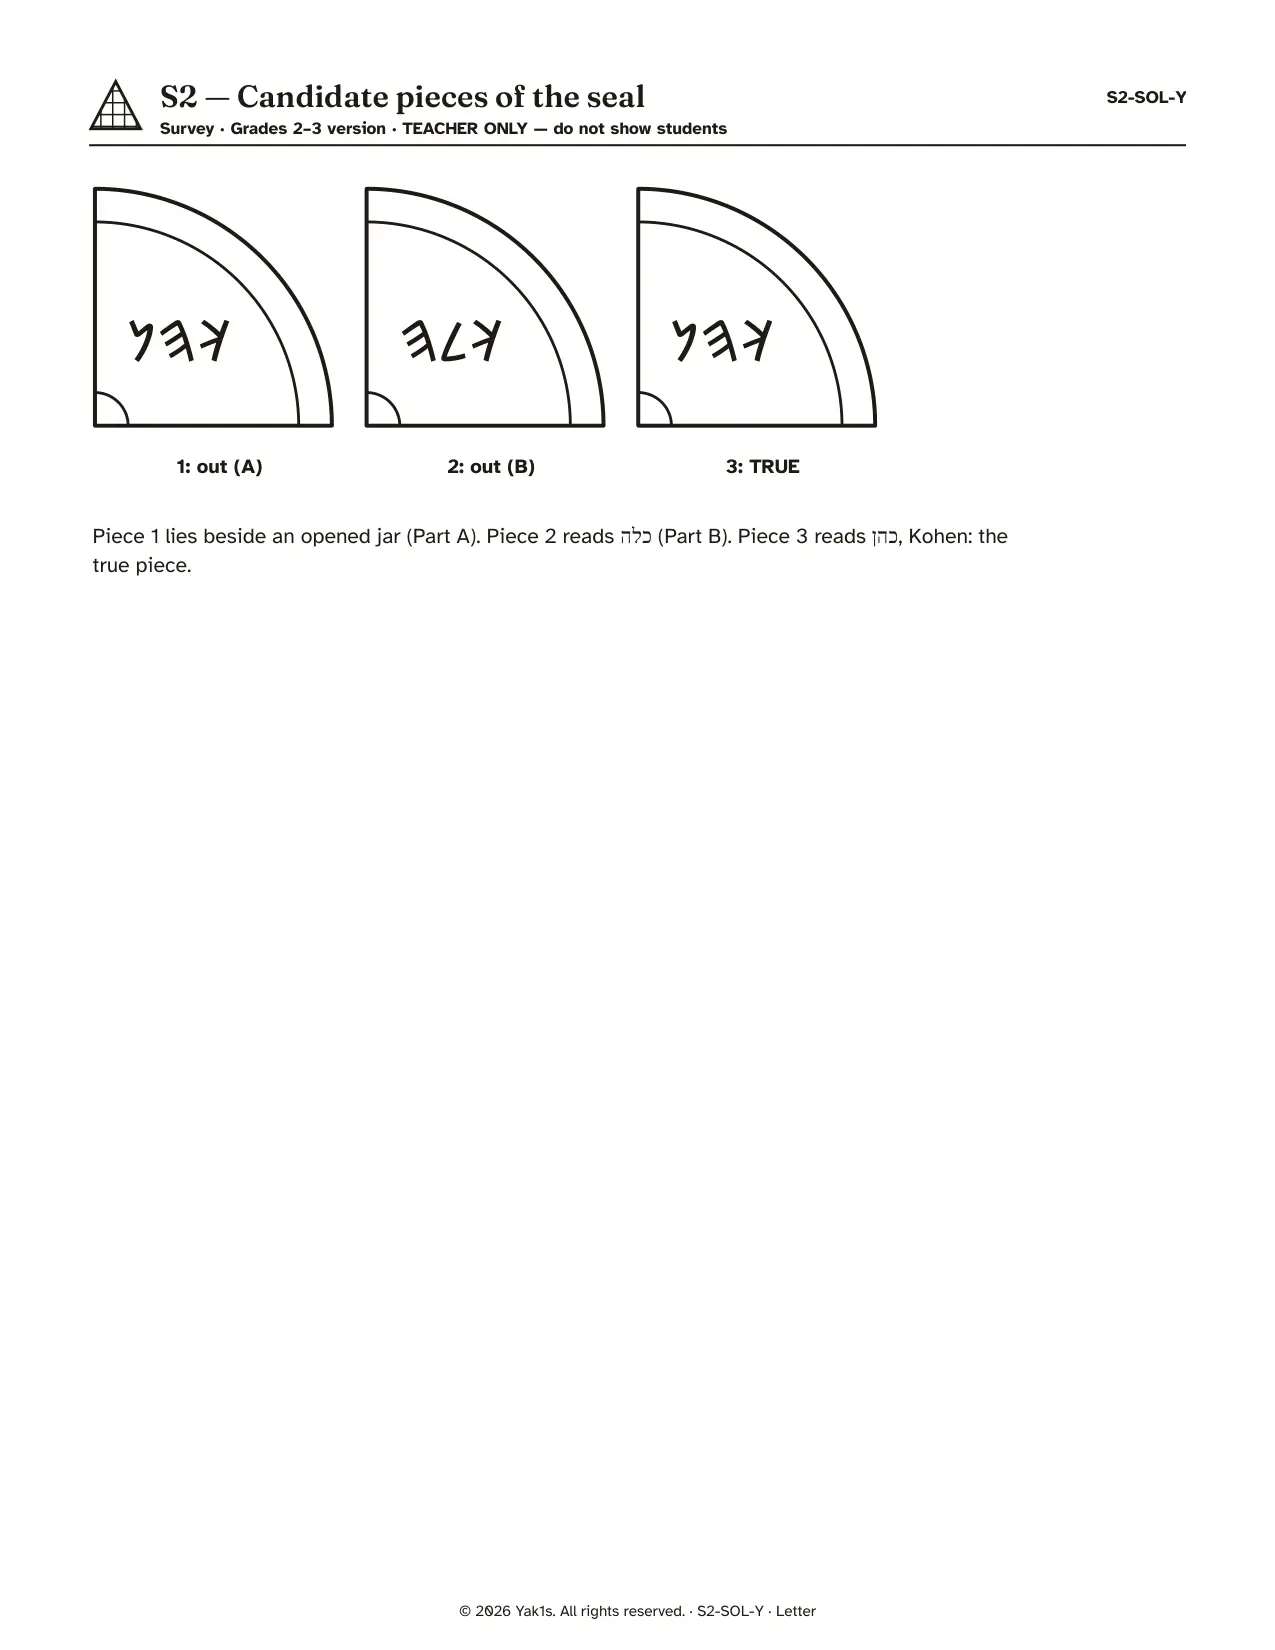 S2 — Candidate pieces of the seal
S2-SOL-Y
Survey · Grades 2–3 version · TEACHER ONLY — do not show students
𐤊𐤄𐤍
𐤊𐤋𐤄
𐤊𐤄𐤍
1: out (A)
2: out (B)
3: TRUE
Piece 1 lies beside an opened jar (Part A). Piece 2 reads כלה (Part B). Piece 3 reads כהן, Kohen: the
true piece.
© 2026 Yak1s. All rights reserved. · S2-SOL-Y · Letter